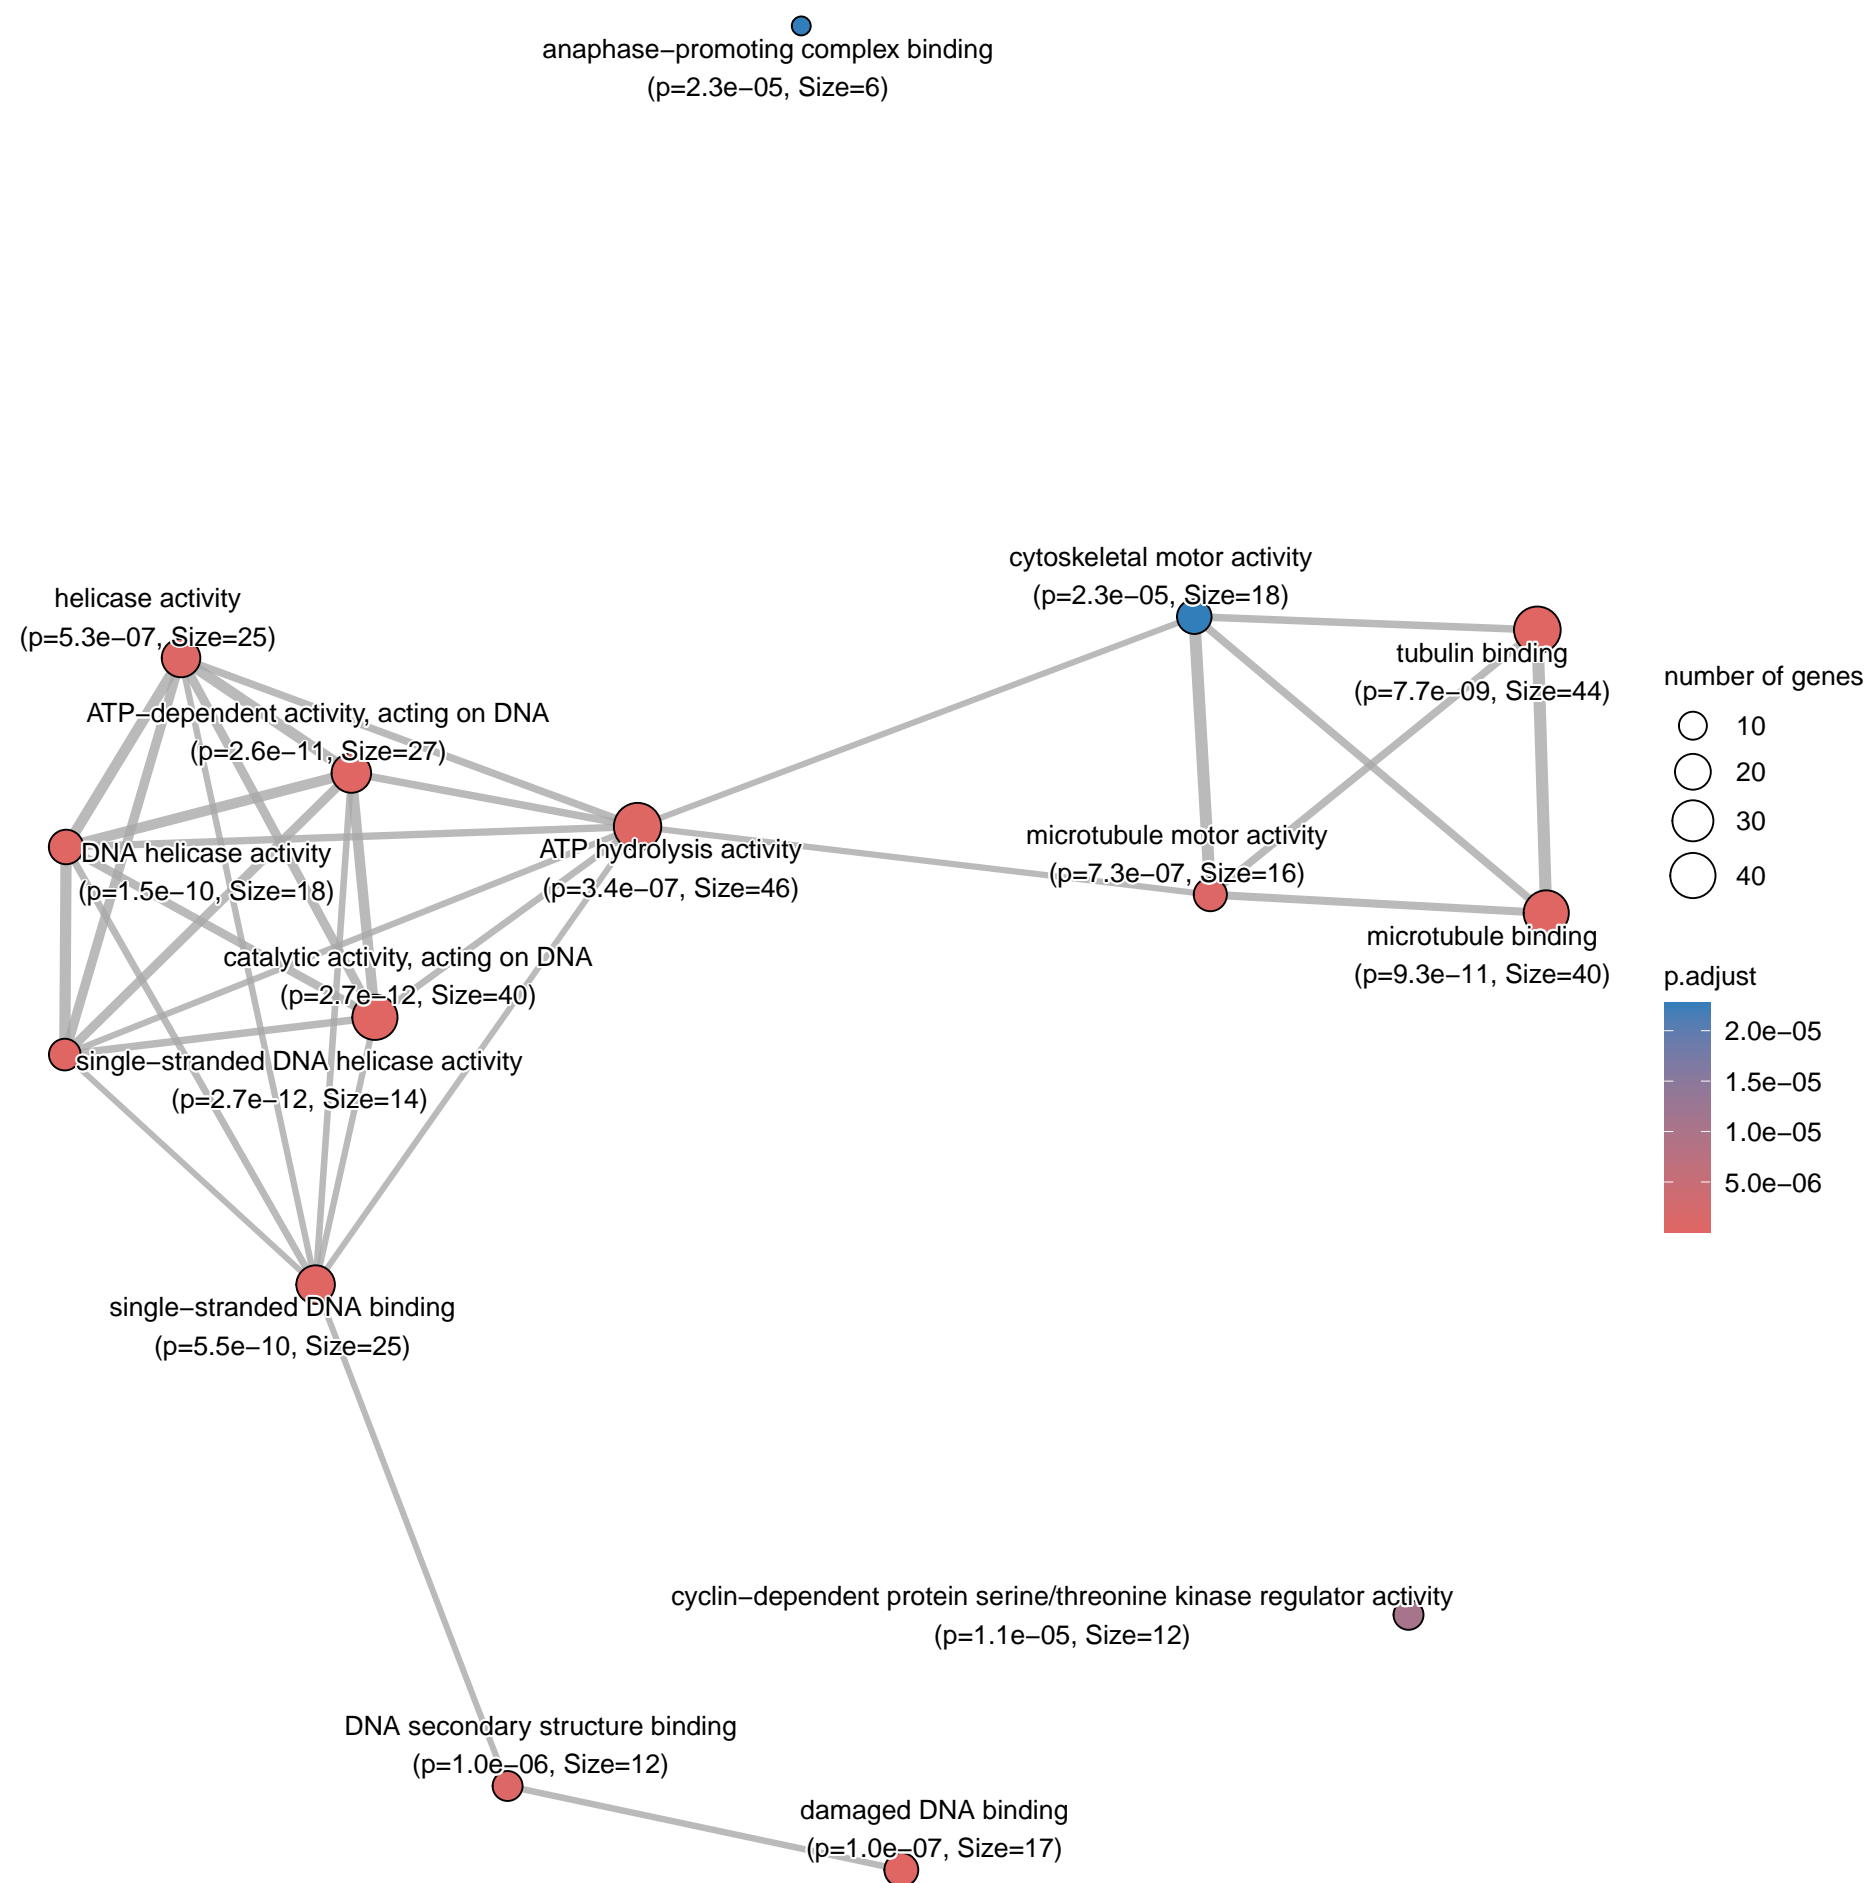 anaphase−promoting complex binding
(p=2.3e−05, Size=6)
cytoskeletal motor activity
(p=2.3e−05, Size=18)
helicase activity
(p=5.3e−07, Size=25)
tubulin binding
(p=7.7e−09, Size=44)
ATP−dependent activity, acting on DNA
(p=2.6e−11, Size=27)
microtubule motor activity
(p=7.3e−07, Size=16)
DNA helicase activity
(p=1.5e−10, Size=18)
ATP hydrolysis activity
(p=3.4e−07, Size=46)
microtubule binding
(p=9.3e−11, Size=40)
catalytic activity, acting on DNA
(p=2.7e−12, Size=40)
single−stranded DNA helicase activity
(p=2.7e−12, Size=14)
single−stranded DNA binding
(p=5.5e−10, Size=25)
cyclin−dependent protein serine/threonine kinase regulator activity
(p=1.1e−05, Size=12)
DNA secondary structure binding
(p=1.0e−06, Size=12)
damaged DNA binding
(p=1.0e−07, Size=17)
number of genes
10
20
30
40
p.adjust
2.0e−05
1.5e−05
1.0e−05
5.0e−06